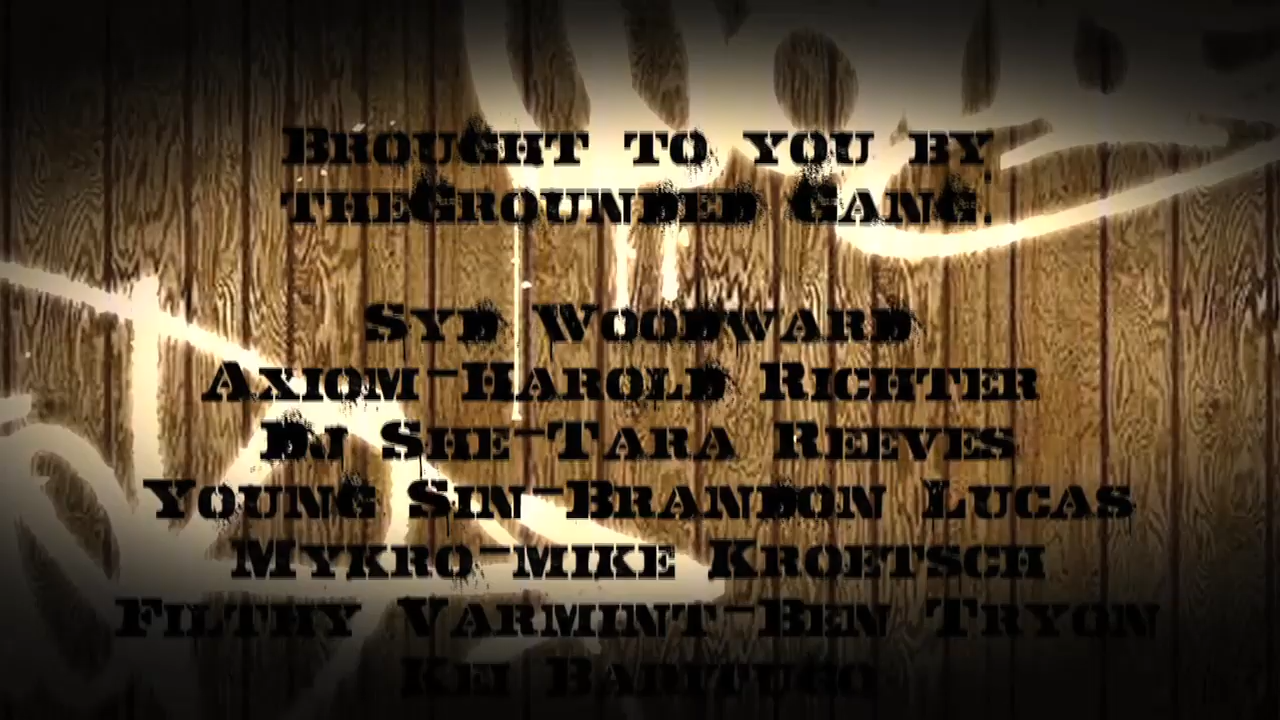 Brought to you by
theGrounded Gang.
Syd Woodward
Axiom-Harold Richter
DJ She-Tara Reeves
Young Sin-Brandon Lucas
Mykro-mike Kroetsch
Filthy Varmint-Ben Tryon
Kei